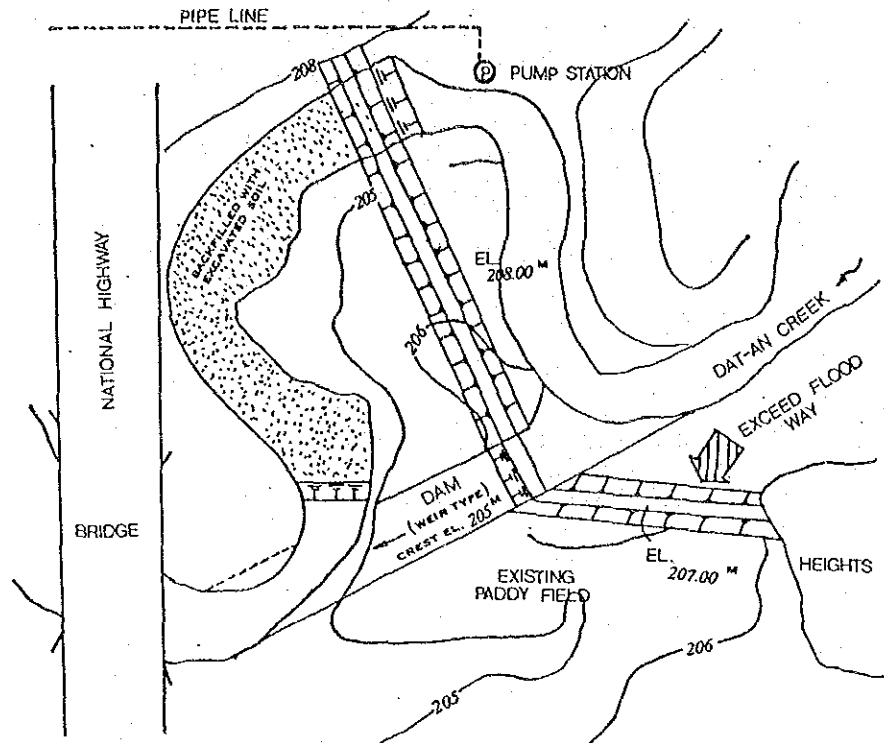 PIPE LINE
208
P
PUMP STATION
NATIONAL HIGHWAY
BACKFILLED WITH
EXCAVATED SOIL
205
EL.
208.00 M
206
DAT-AN CREEK
EXCEED FLOOD
WAY
DAM
(WEIR TYPE)
CREST EL. 205 M
BRIDGE
EL.
207.00 M
HEIGHTS
EXISTING
PADDY FIELD
206
205